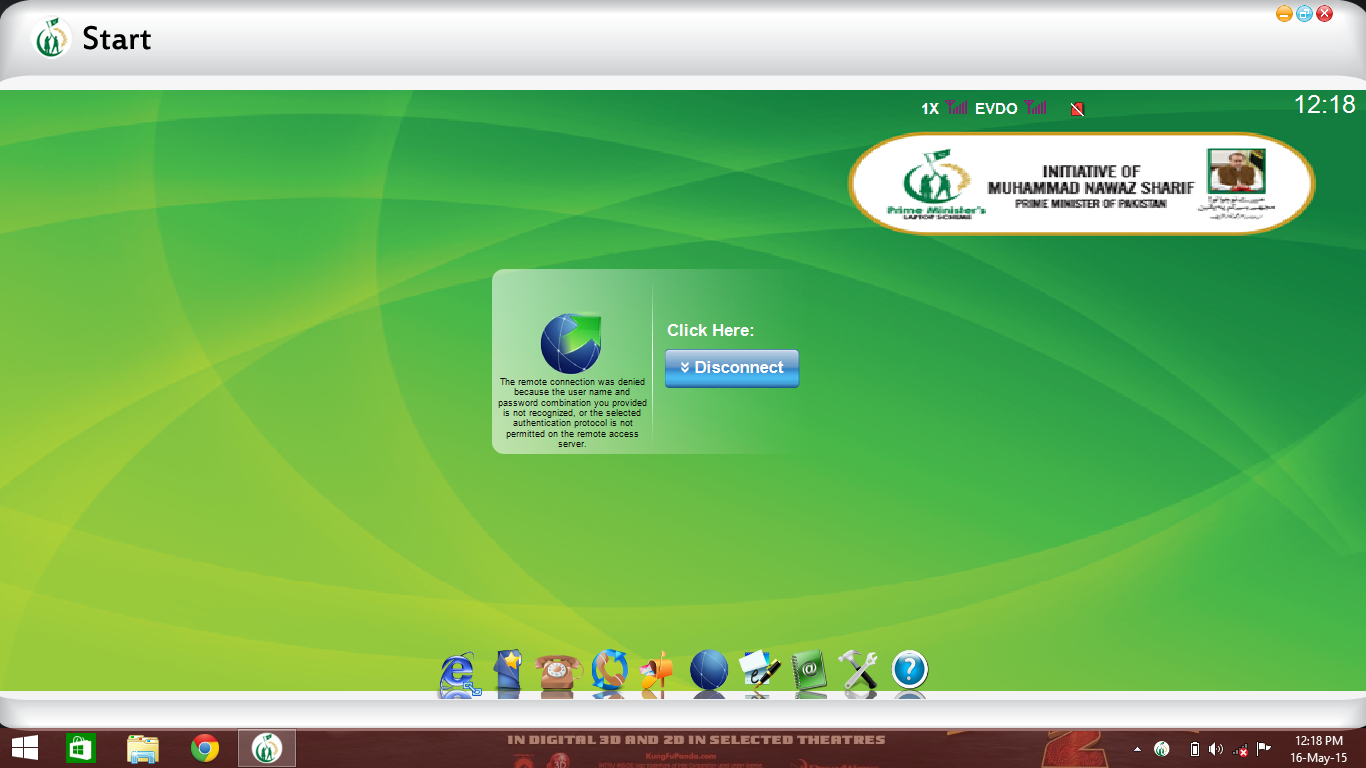 Start
1X EVDO
12:18
Prime Minister's
LAPTOP SCHEME
INITIATIVE OF
MUHAMMAD NAWAZ SHARIF
PRIME MINISTER OF PAKISTAN
The remote connection was denied
because the user name and
password combination you provided
is not recognized, or the selected
authentication protocol is not
permitted on the remote access
server.
Click Here:
Disconnect
IN DIGITAL 3D AND 2D IN SELECTED THEATRES
KungFuPanda.com
12:18 PM
16-May-15